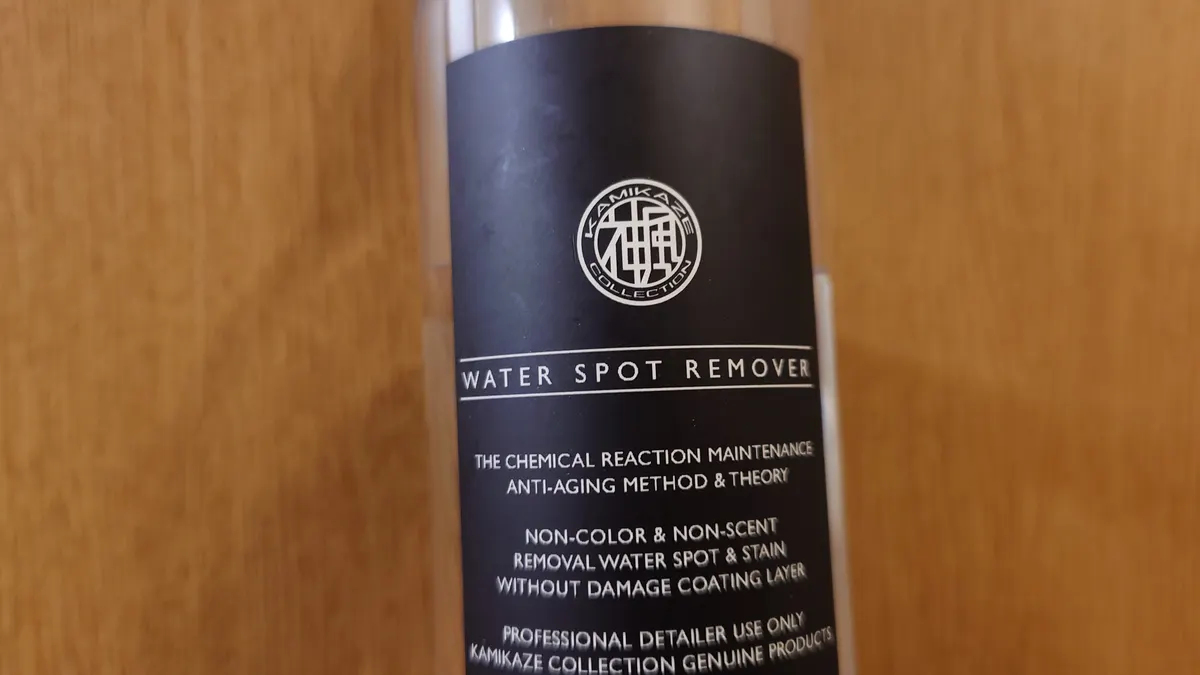 KAMIKAZE
神風
COLLECTION
WATER SPOT REMOVER
THE CHEMICAL REACTION MAINTENANCE
ANTI-AGING METHOD & THEORY
NON-COLOR & NON-SCENT
REMOVAL WATER SPOT & STAIN
WITHOUT DAMAGE COATING LAYER
PROFESSIONAL DETAILER USE ONLY
KAMIKAZE COLLECTION GENUINE PRODUCTS